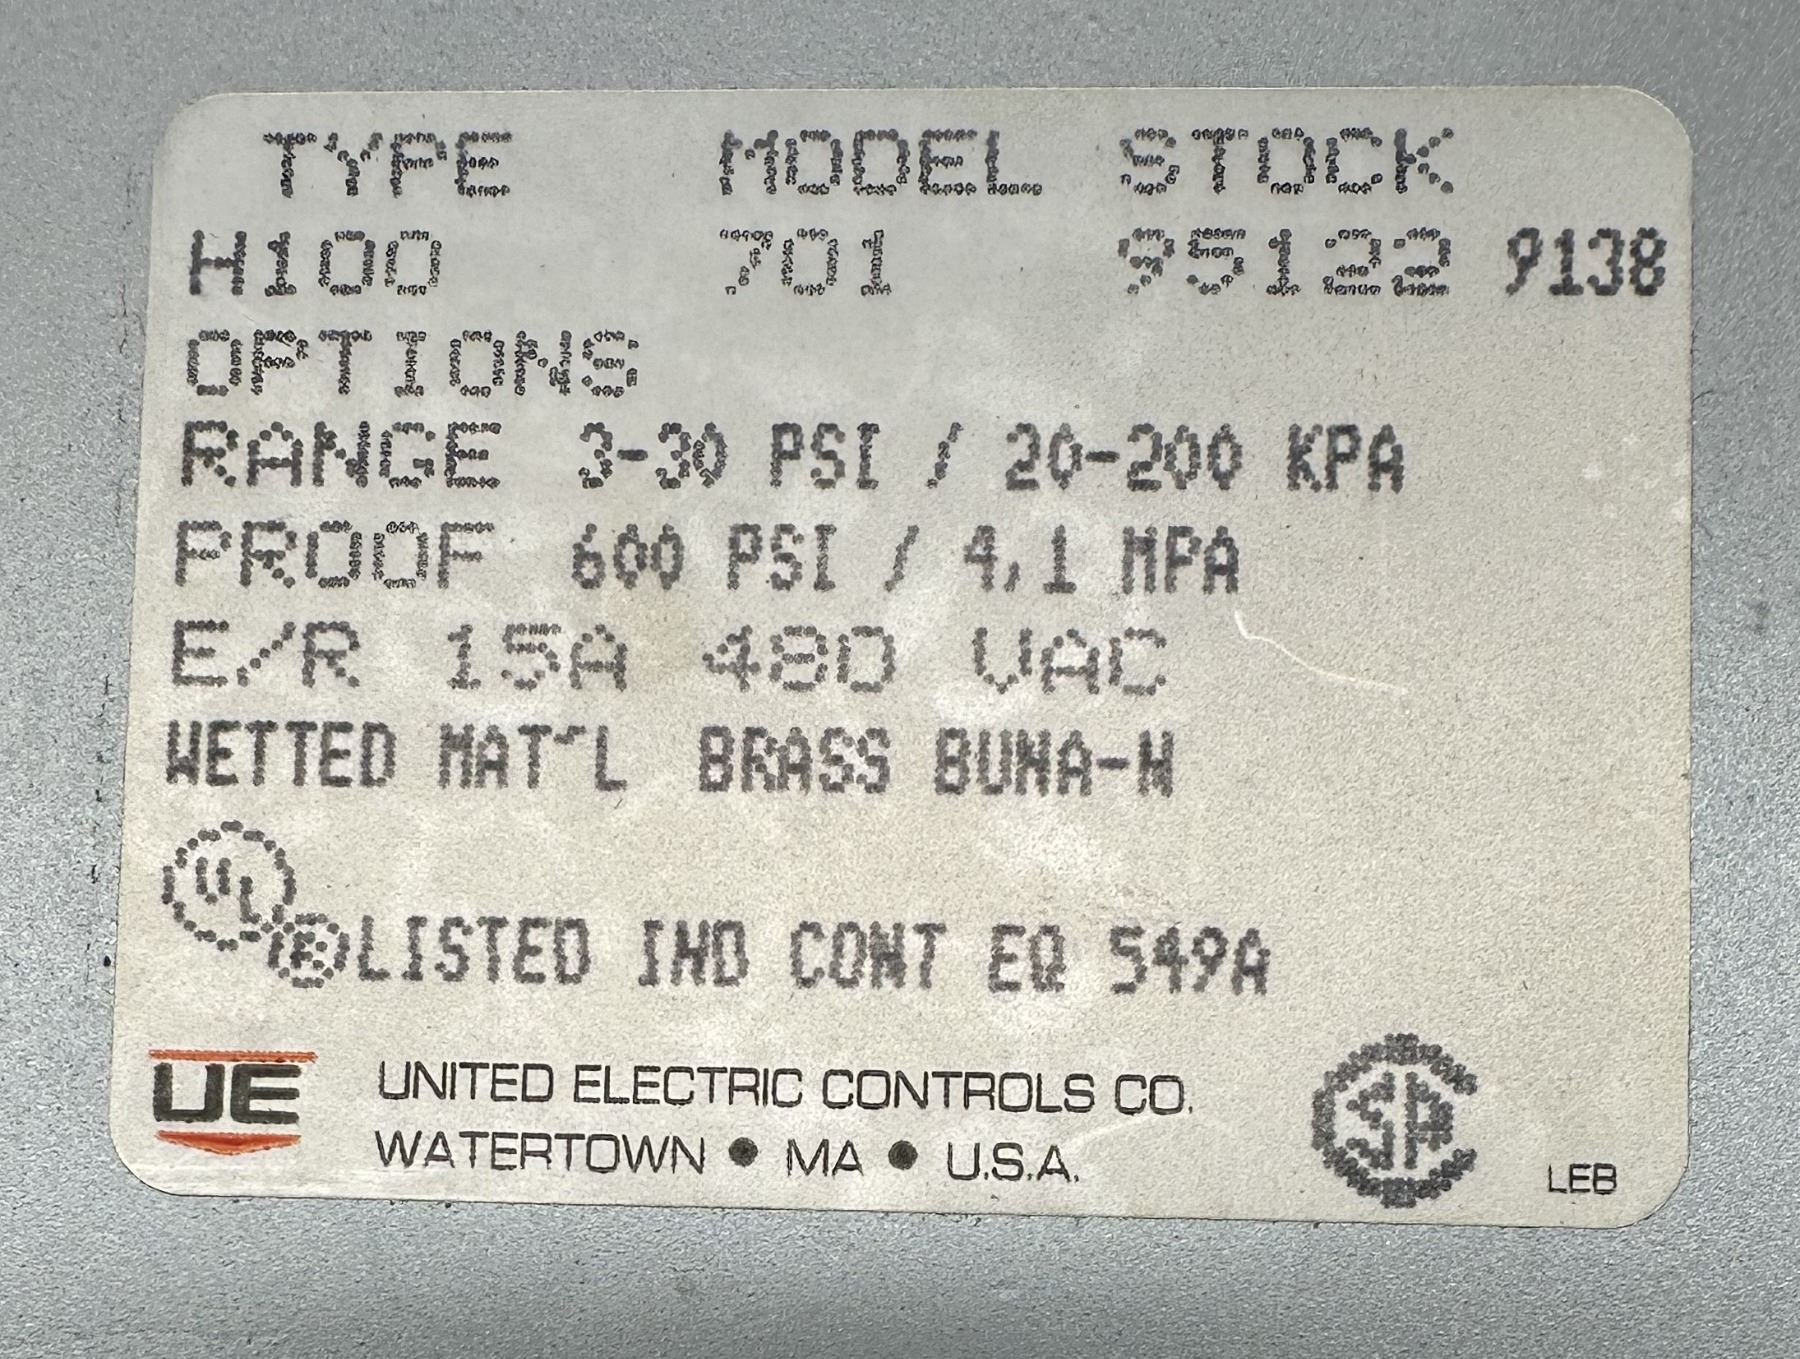 TYPE MODEL STOCK
H100 701 95122 9138
OPTIONS
RANGE 3-30 PSI / 20-200 KPA
PROOF 600 PSI / 4,1 MPA
E/R 15A 480 VAC
WETTED MAT'L BRASS BUNA-N
UL ® LISTED IND CONT EQ 549A
UE UNITED ELECTRIC CONTROLS CO.
WATERTOWN • MA • U.S.A.
CSA
LEB